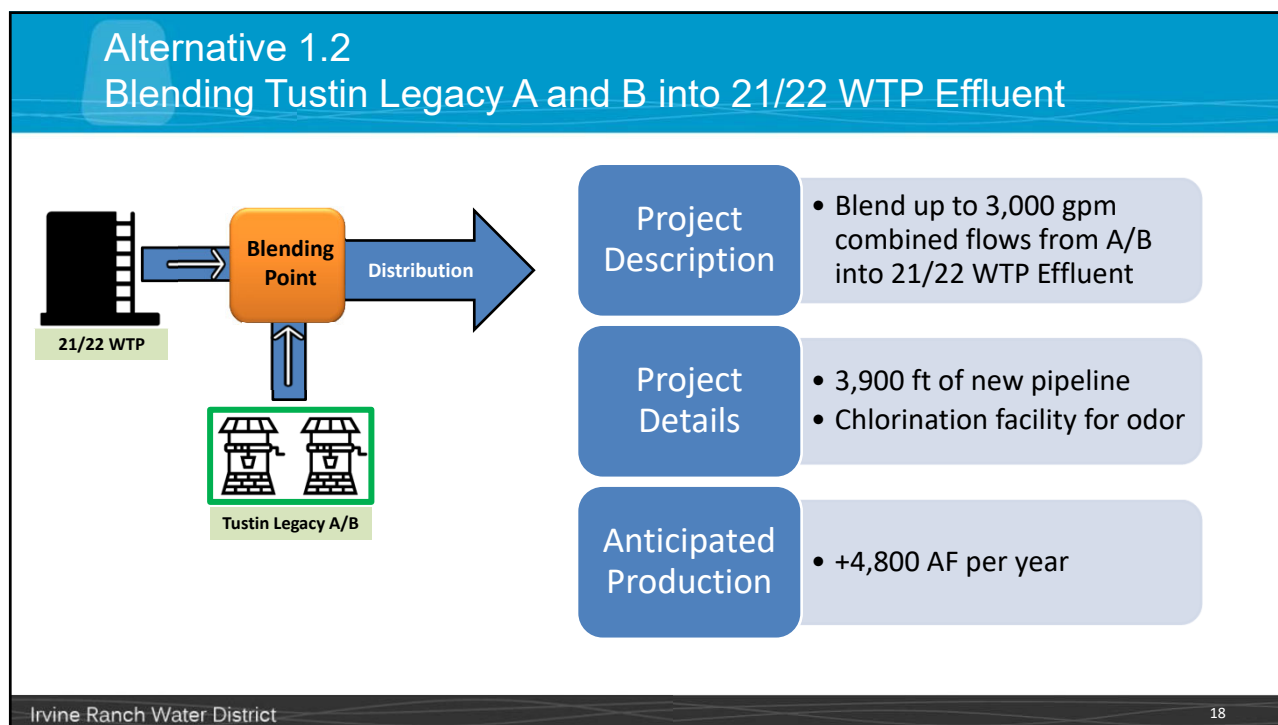 Alternative 1.2
Blending Tustin Legacy A and B into 21/22 WTP Effluent
Blending
Point
Distribution
21/22 WTP
Tustin Legacy A/B
Project
Description
• Blend up to 3,000 gpm
combined flows from A/B
into 21/22 WTP Effluent
Project
Details
• 3,900 ft of new pipeline
• Chlorination facility for odor
Anticipated
Production
• +4,800 AF per year
Irvine Ranch Water District
18